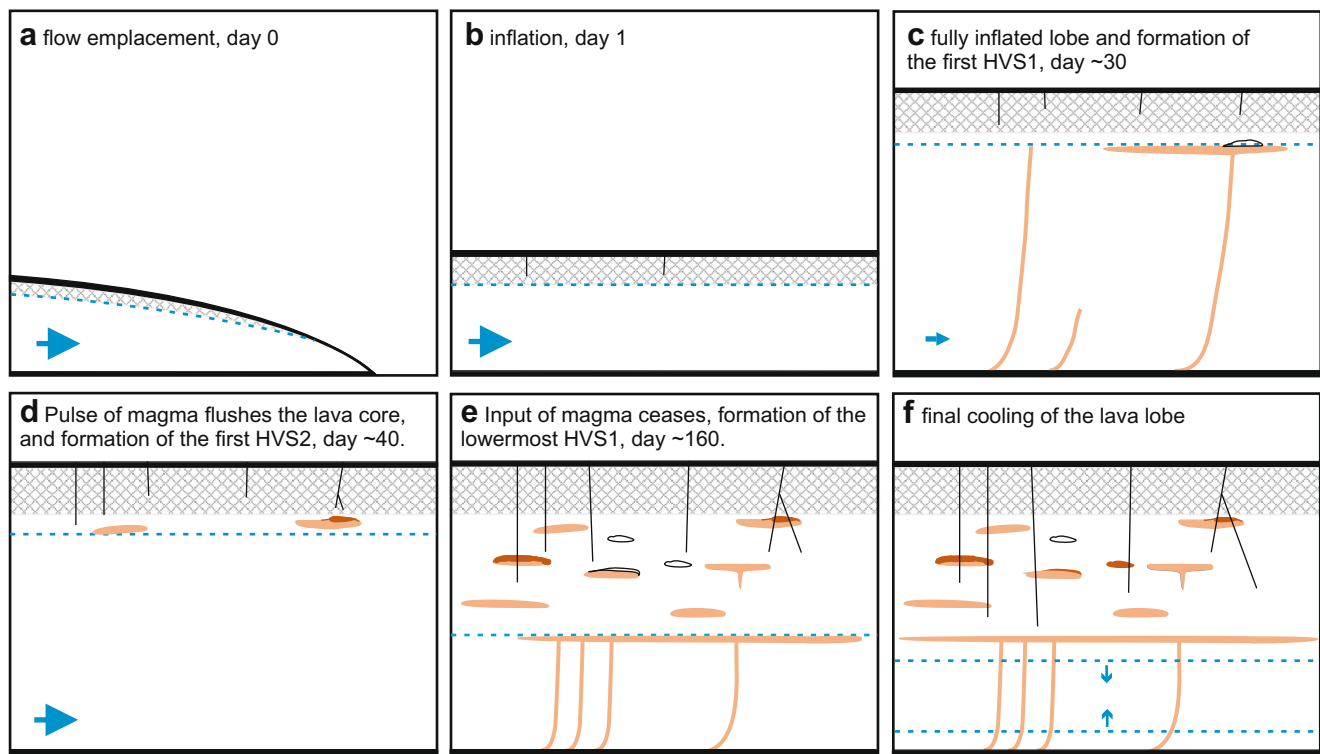 a flow emplacement, day 0
b inflation, day 1
c fully inflated lobe and formation of
the first HVS1, day ~30
d Pulse of magma flushes the lava core,
and formation of the first HVS2, day ~40.
e Input of magma ceases, formation of the
lowermost HVS1, day ~160.
f final cooling of the lava lobe